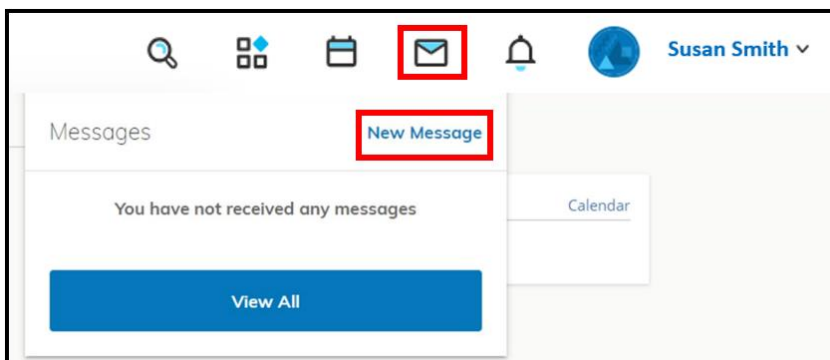 Susan Smith
Messages
New Message
You have not received any messages
Calendar
View All